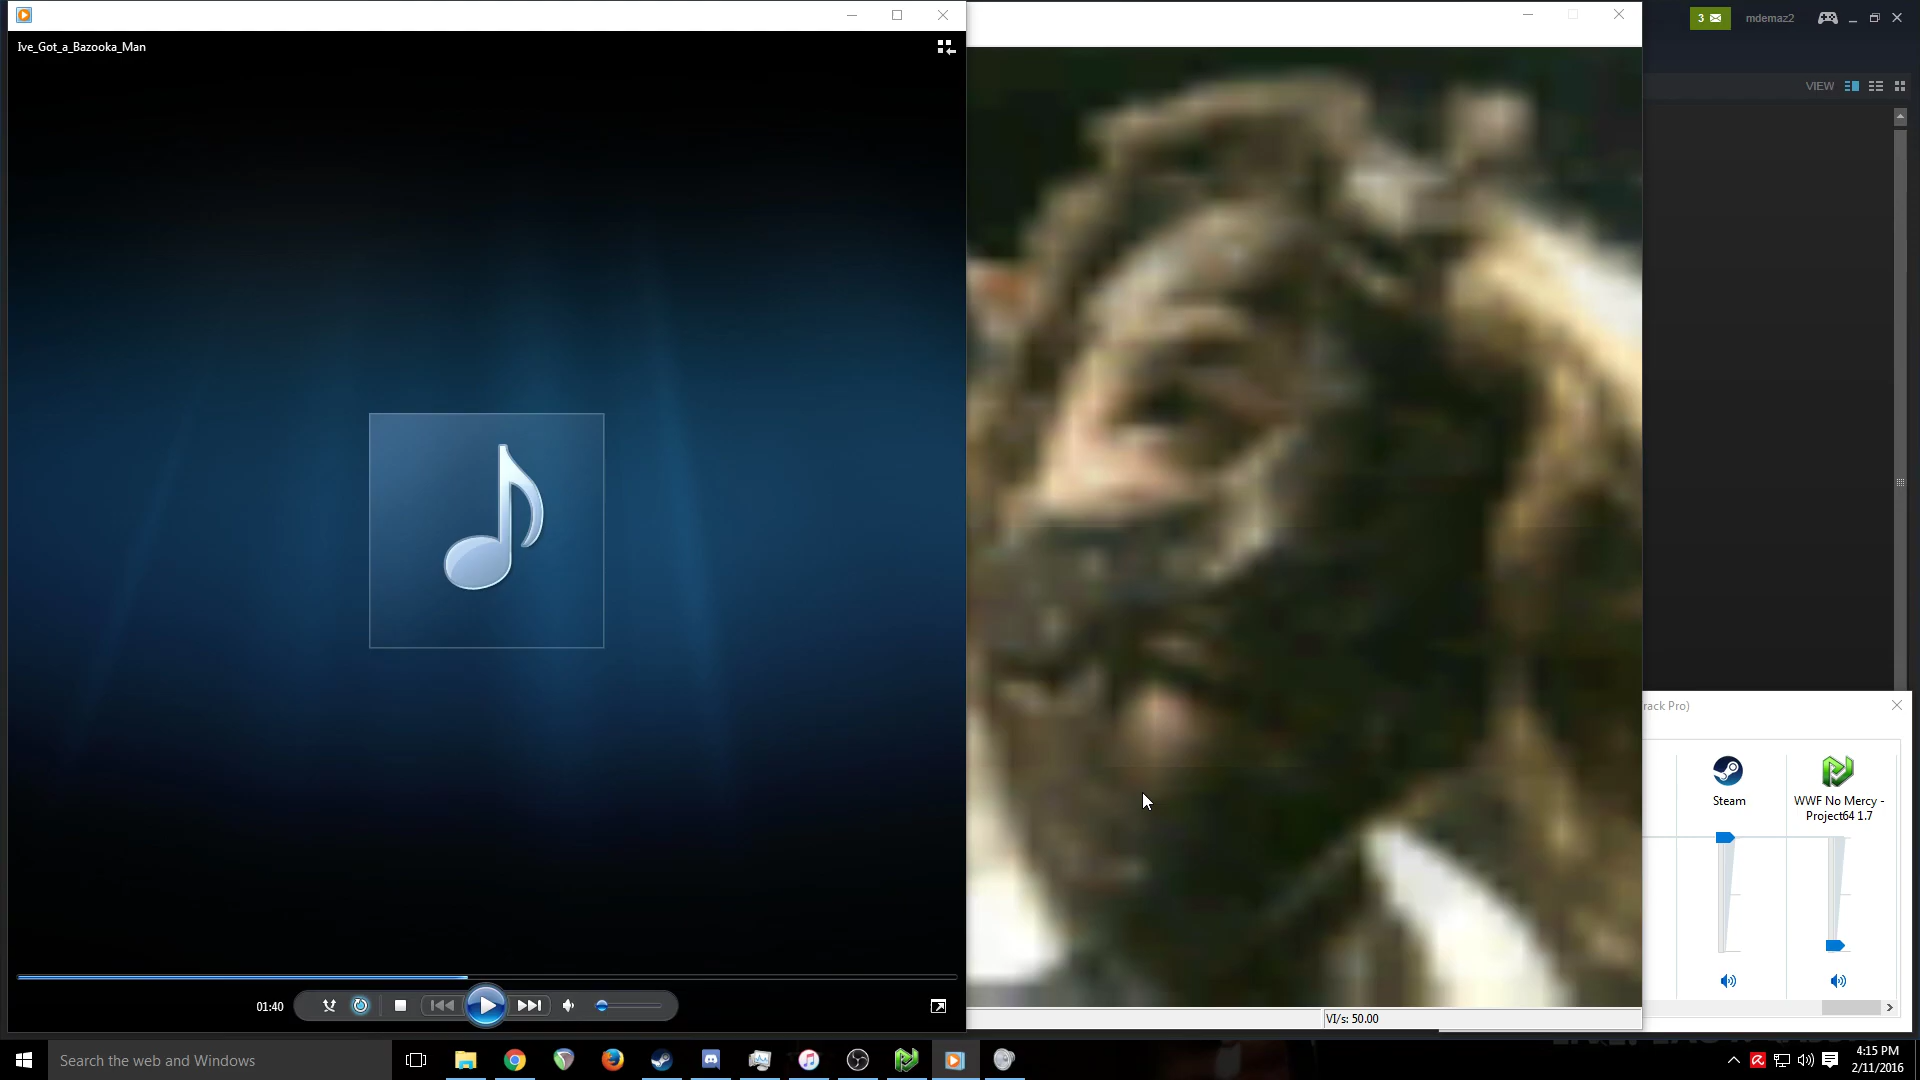 Ive_Got_a_Bazooka_Man
3
mdemaz2
VIEW
rack Pro)
Steam
WWF No Mercy -
Project64 1.7
01:40
VI/s: 50.00
Search the web and Windows
4:15 PM
2/11/2016